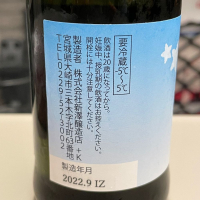 要冷蔵-5℃〜5℃
飲酒は20歳になってから。
妊娠中・授乳期の飲酒はお控えください。
開栓には十分注意してください。
製造者 株式会社新澤醸造店 +K
宮城県大崎市三本木字北町63番地
TEL0229-52-3002
製造年月
2022.9 IZ